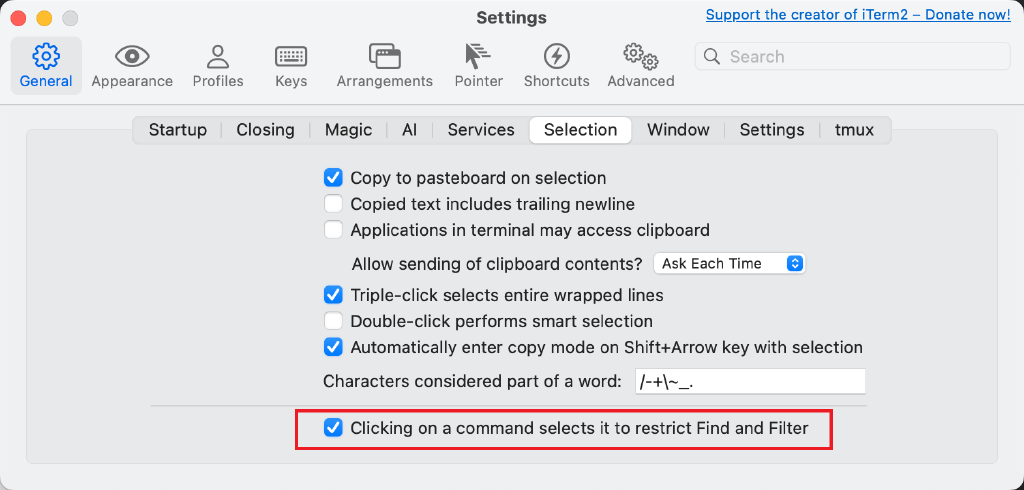 Settings
Support the creator of iTerm2 – Donate now!
General Appearance Profiles Keys Arrangements Pointer Shortcuts Advanced Search
Startup Closing Magic AI Services Selection Window Settings tmux
Copy to pasteboard on selection
Copied text includes trailing newline
Applications in terminal may access clipboard
Allow sending of clipboard contents? Ask Each Time
Triple-click selects entire wrapped lines
Double-click performs smart selection
Automatically enter copy mode on Shift+Arrow key with selection
Characters considered part of a word: /-+\~_.
Clicking on a command selects it to restrict Find and Filter